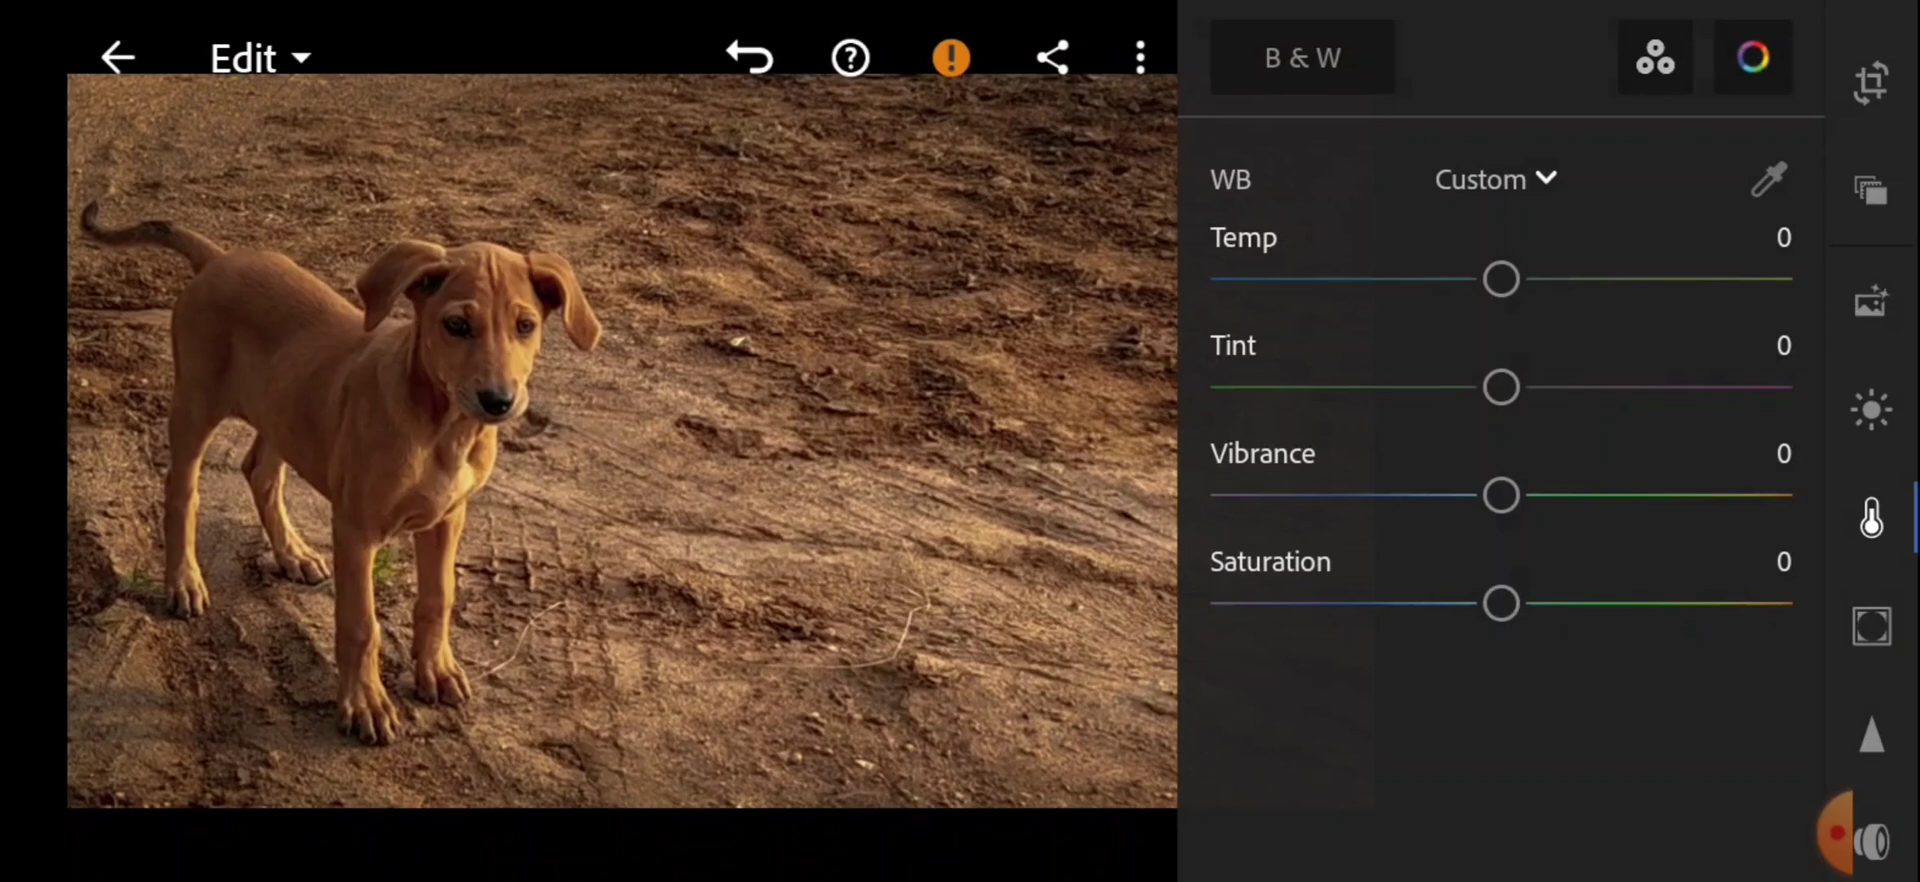 Edit
B & W
WB Custom
Temp 0
Tint 0
Vibrance 0
Saturation 0